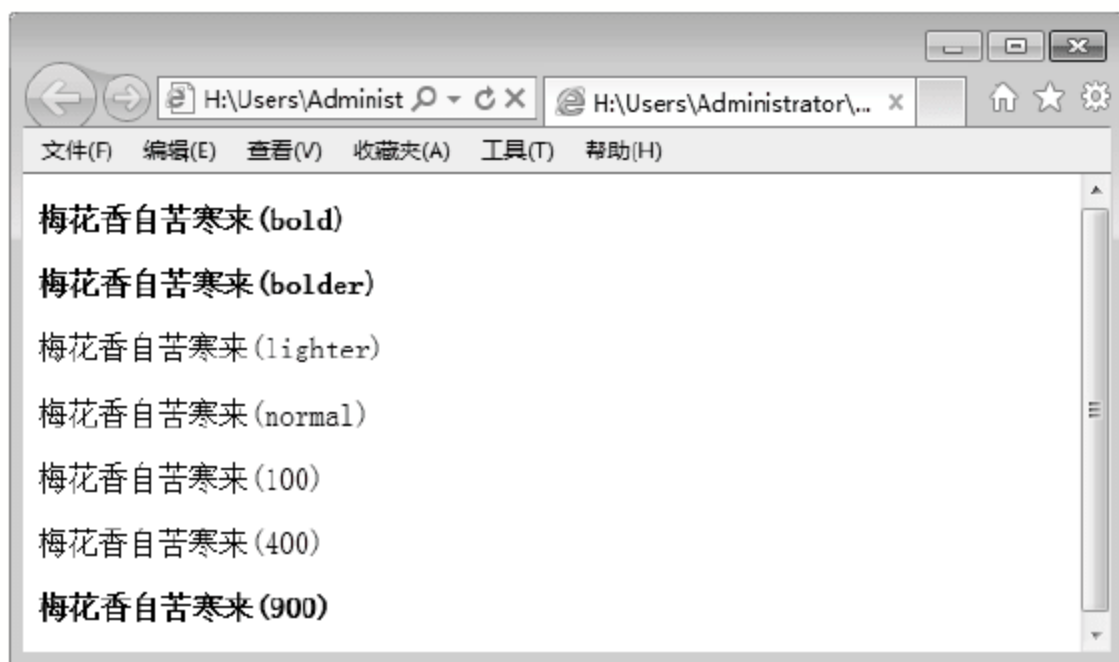 H:\Users\Administ
H:\Users\Administrator\...
文件(F) 编辑(E) 查看(V) 收藏夹(A) 工具(T) 帮助(H)
梅花香自苦寒来(bold)
梅花香自苦寒来(bolder)
梅花香自苦寒来(lighter)
梅花香自苦寒来(normal)
梅花香自苦寒来(100)
梅花香自苦寒来(400)
梅花香自苦寒来(900)